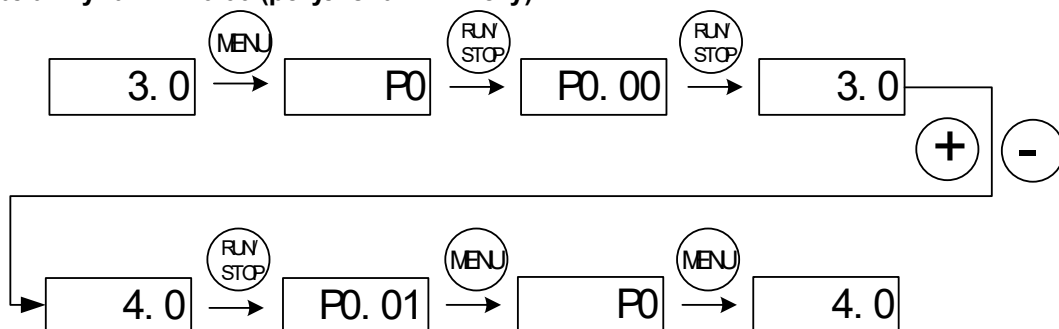 MENU RUN/ STOP RUN/ STOP
3. 0 P0 P0. 00 3. 0
+ -
RUN/ STOP MENU MENU
4. 0 P0. 01 P0 4. 0